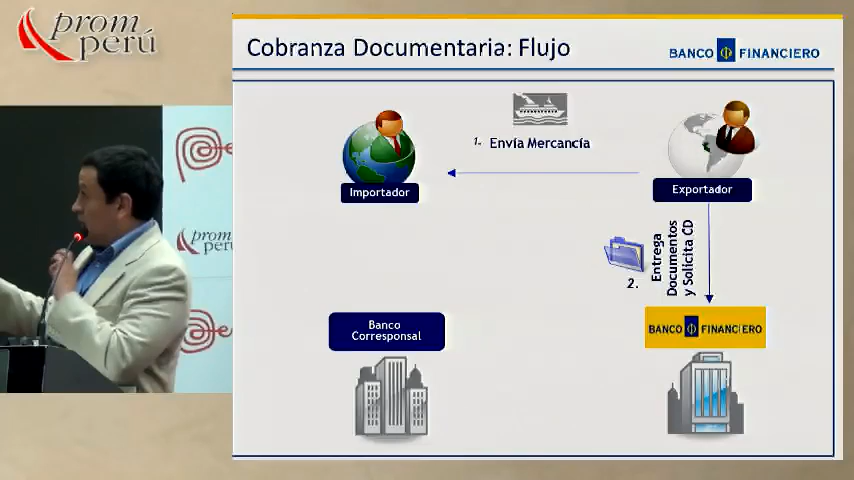 prom
perú
Cobranza Documentaria: Flujo
BANCO FINANCIERO
1. Envía Mercancía
Importador
Exportador
prom
perú
2.
Entrega
Documentos
y Solicita CD
Banco
Corresponsal
BANCO FINANCIERO